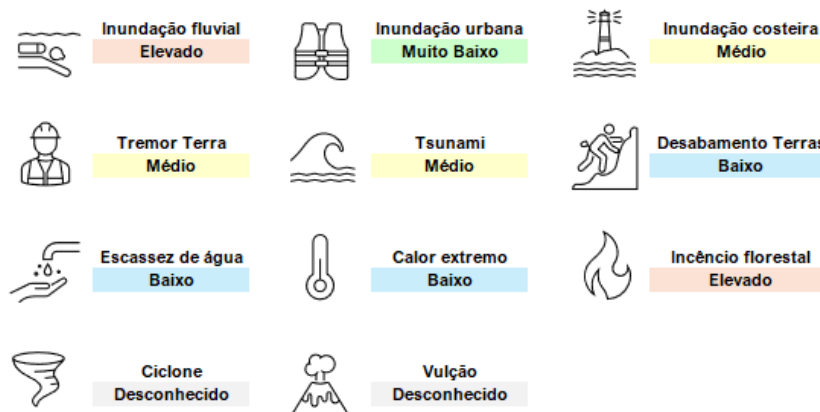 Inundação fluvial
Elevado
Inundação urbana
Muito Baixo
Inundação costeira
Médio
Tremor Terra
Médio
Tsunami
Médio
Desabamento Terras
Baixo
Escassez de água
Baixo
Calor extremo
Baixo
Incêncio florestal
Elevado
Ciclone
Desconhecido
Vulção
Desconhecido